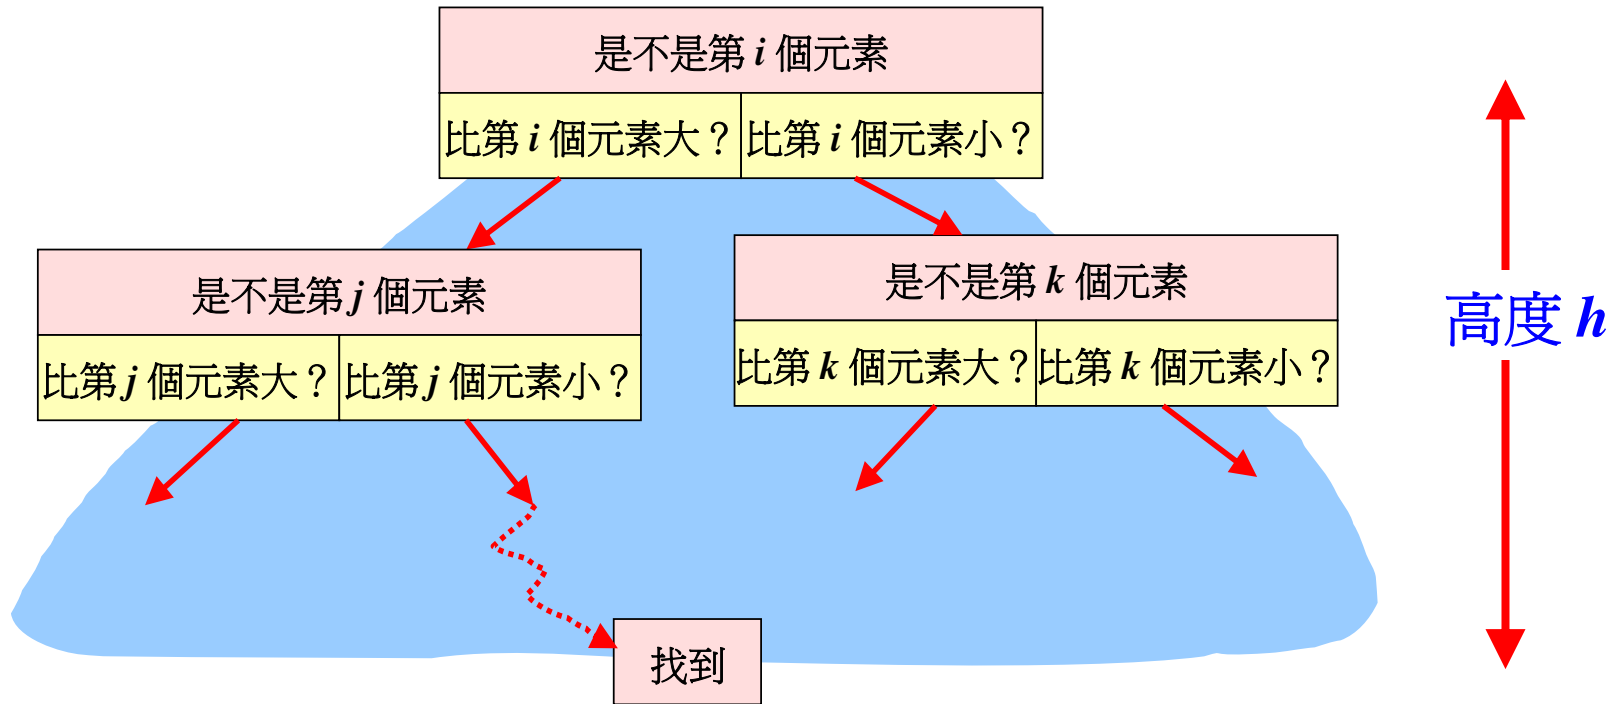 是不是第 i 個元素
比第 i 個元素大？
比第 i 個元素小？
是不是第 j 個元素
比第 j 個元素大？
比第 j 個元素小？
是不是第 k 個元素
比第 k 個元素大？
比第 k 個元素小？
高度 h
找到